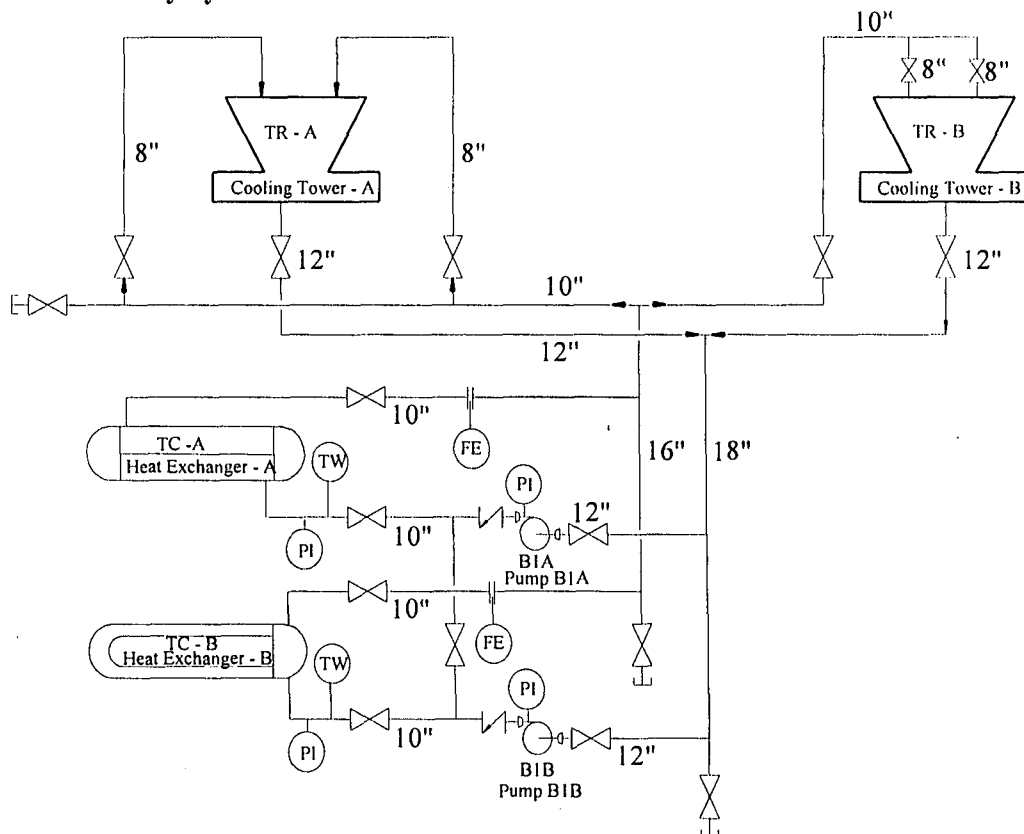 10"
8"
8"
TR - A
Cooling Tower - A
8"
8"
TR - B
Cooling Tower - B
12"
12"
10"
12"
10"
FE
16"
18"
TC -A
Heat Exchanger - A
TW
PI
12"
10"
PI
B1A
Pump B1A
10"
FE
TC - B
Heat Exchanger - B
TW
PI
10"
PI
12"
B1B
Pump B1B